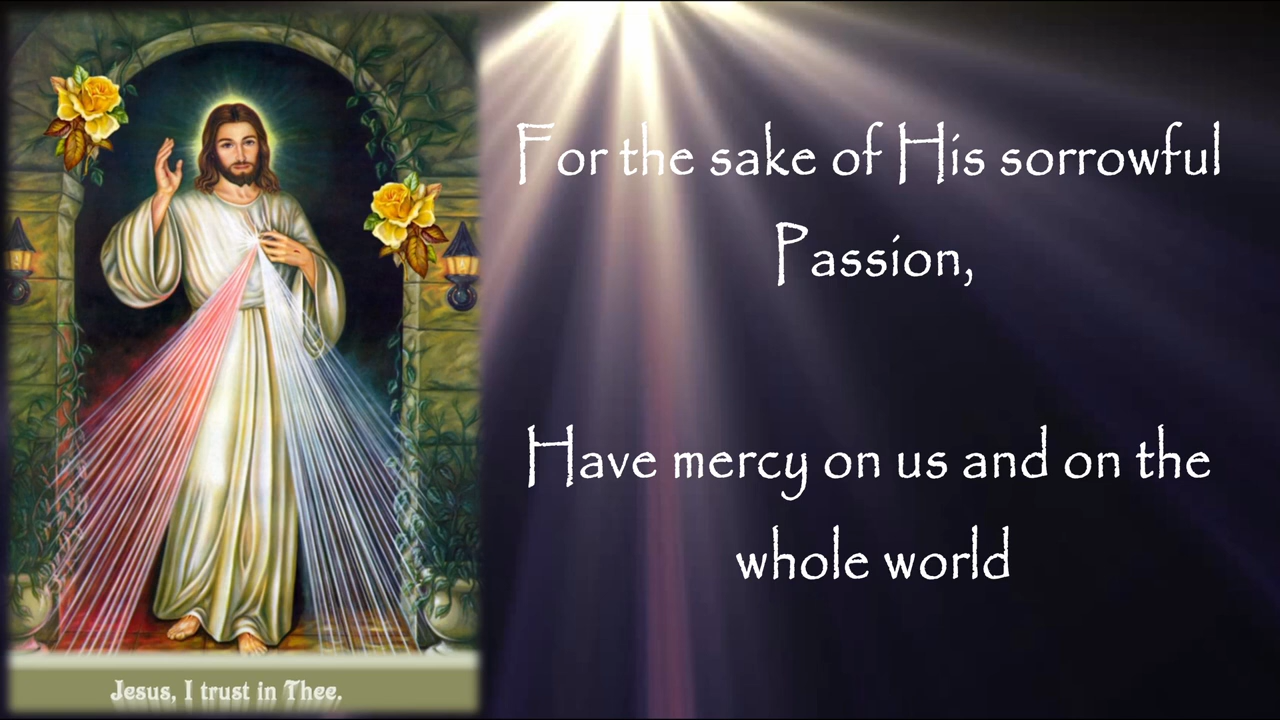 For the sake of His sorrowful
Passion,
Have mercy on us and on the
whole world
Jesus, I trust in Thee.